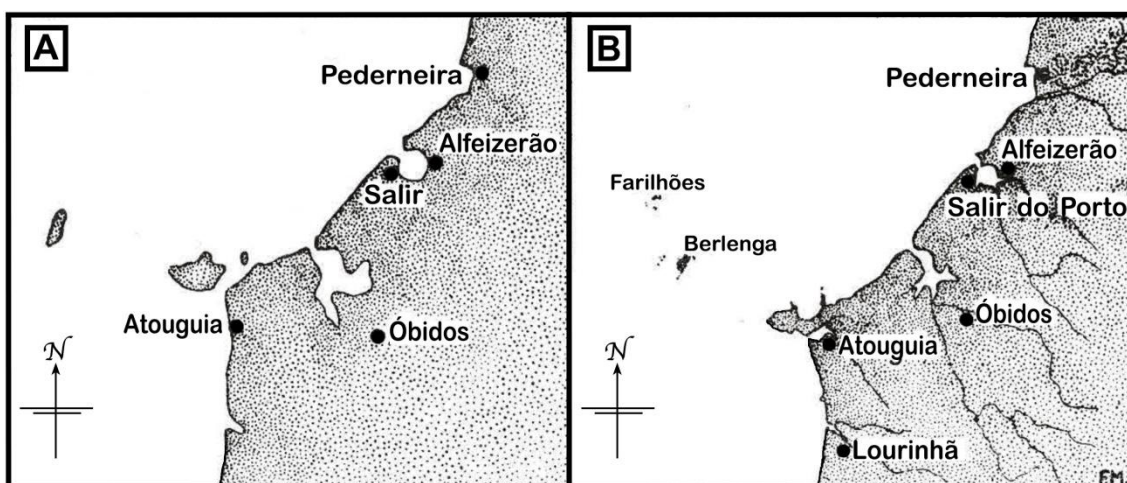 A
Pederneira
Alfeizerão
Salir
Atouguia
Óbidos
N
B
Pederneira
Alfeizerão
Farilhões
Salir do Porto
Berlenga
Óbidos
Atouguia
N
Lourinhã
FM.